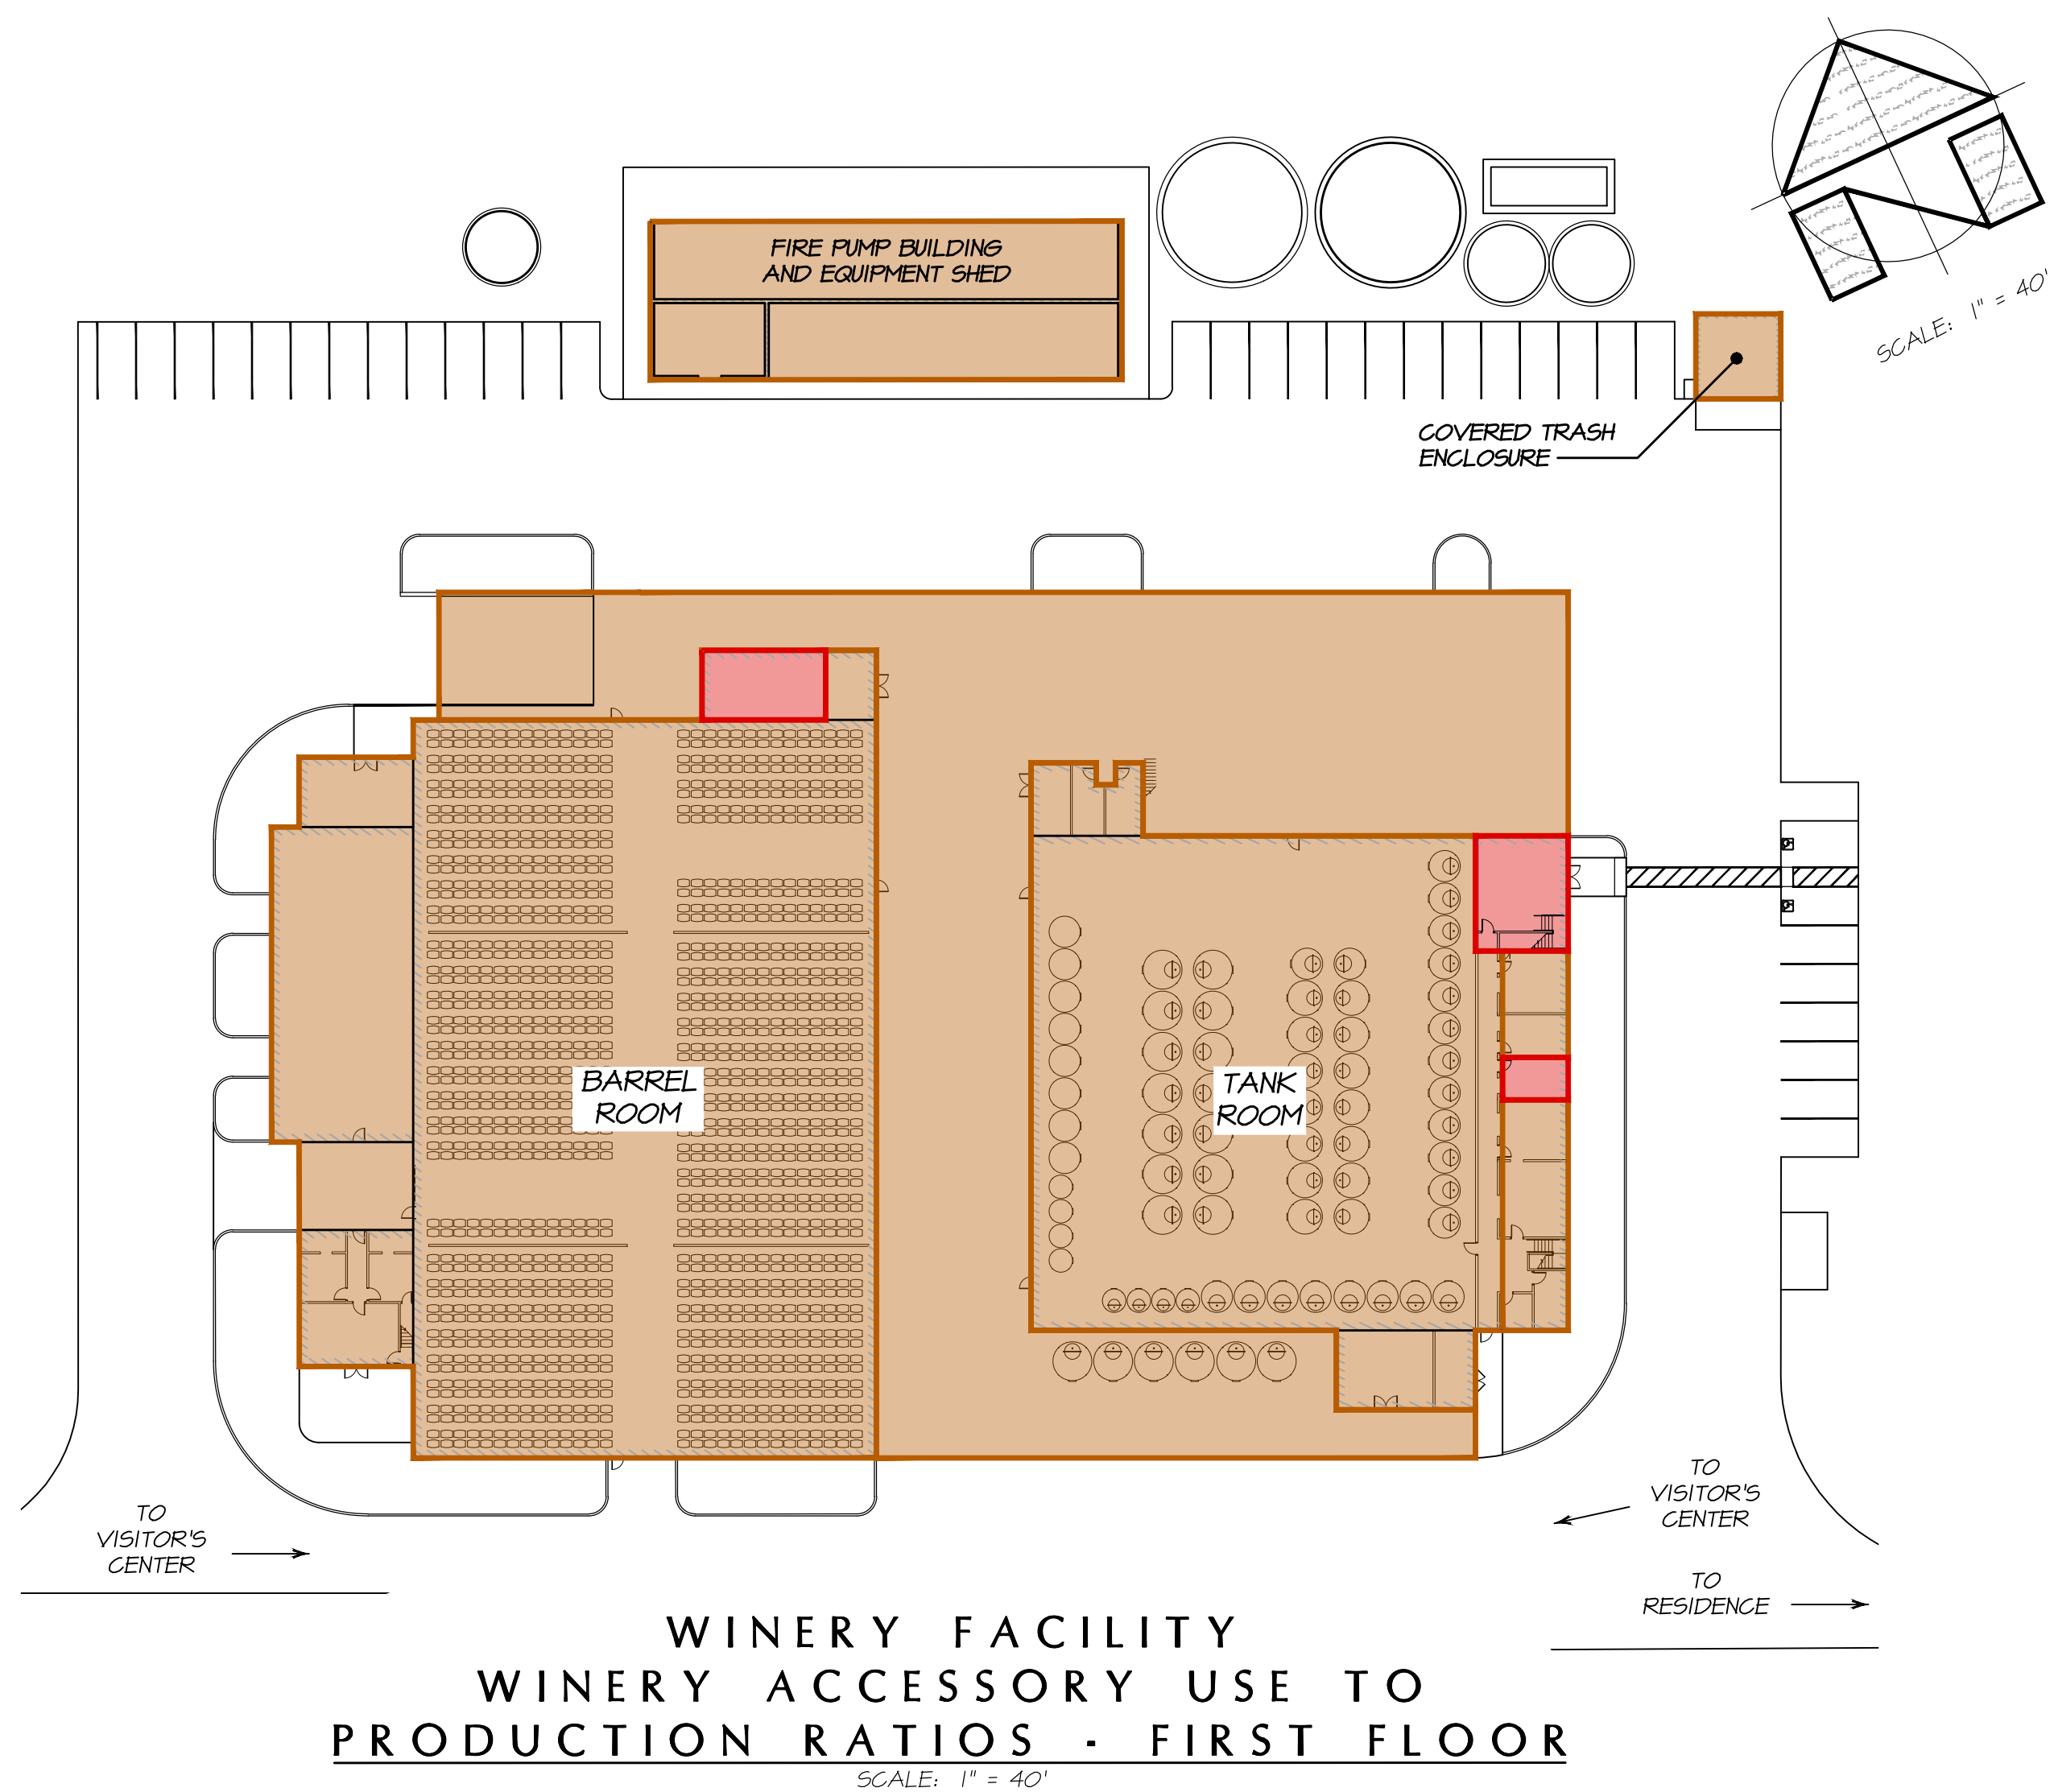 FIRE PUMP BUILDING
AND EQUIPMENT SHED
SCALE: 1" = 40'
COVERED TRASH
ENCLOSURE
BARREL
ROOM
TANK
ROOM
TO
VISITOR'S
CENTER
TO
VISITOR'S
CENTER
TO
RESIDENCE
WINERY FACILITY
WINERY ACCESSORY USE TO
PRODUCTION RATIOS - FIRST FLOOR
SCALE: 1" = 40'